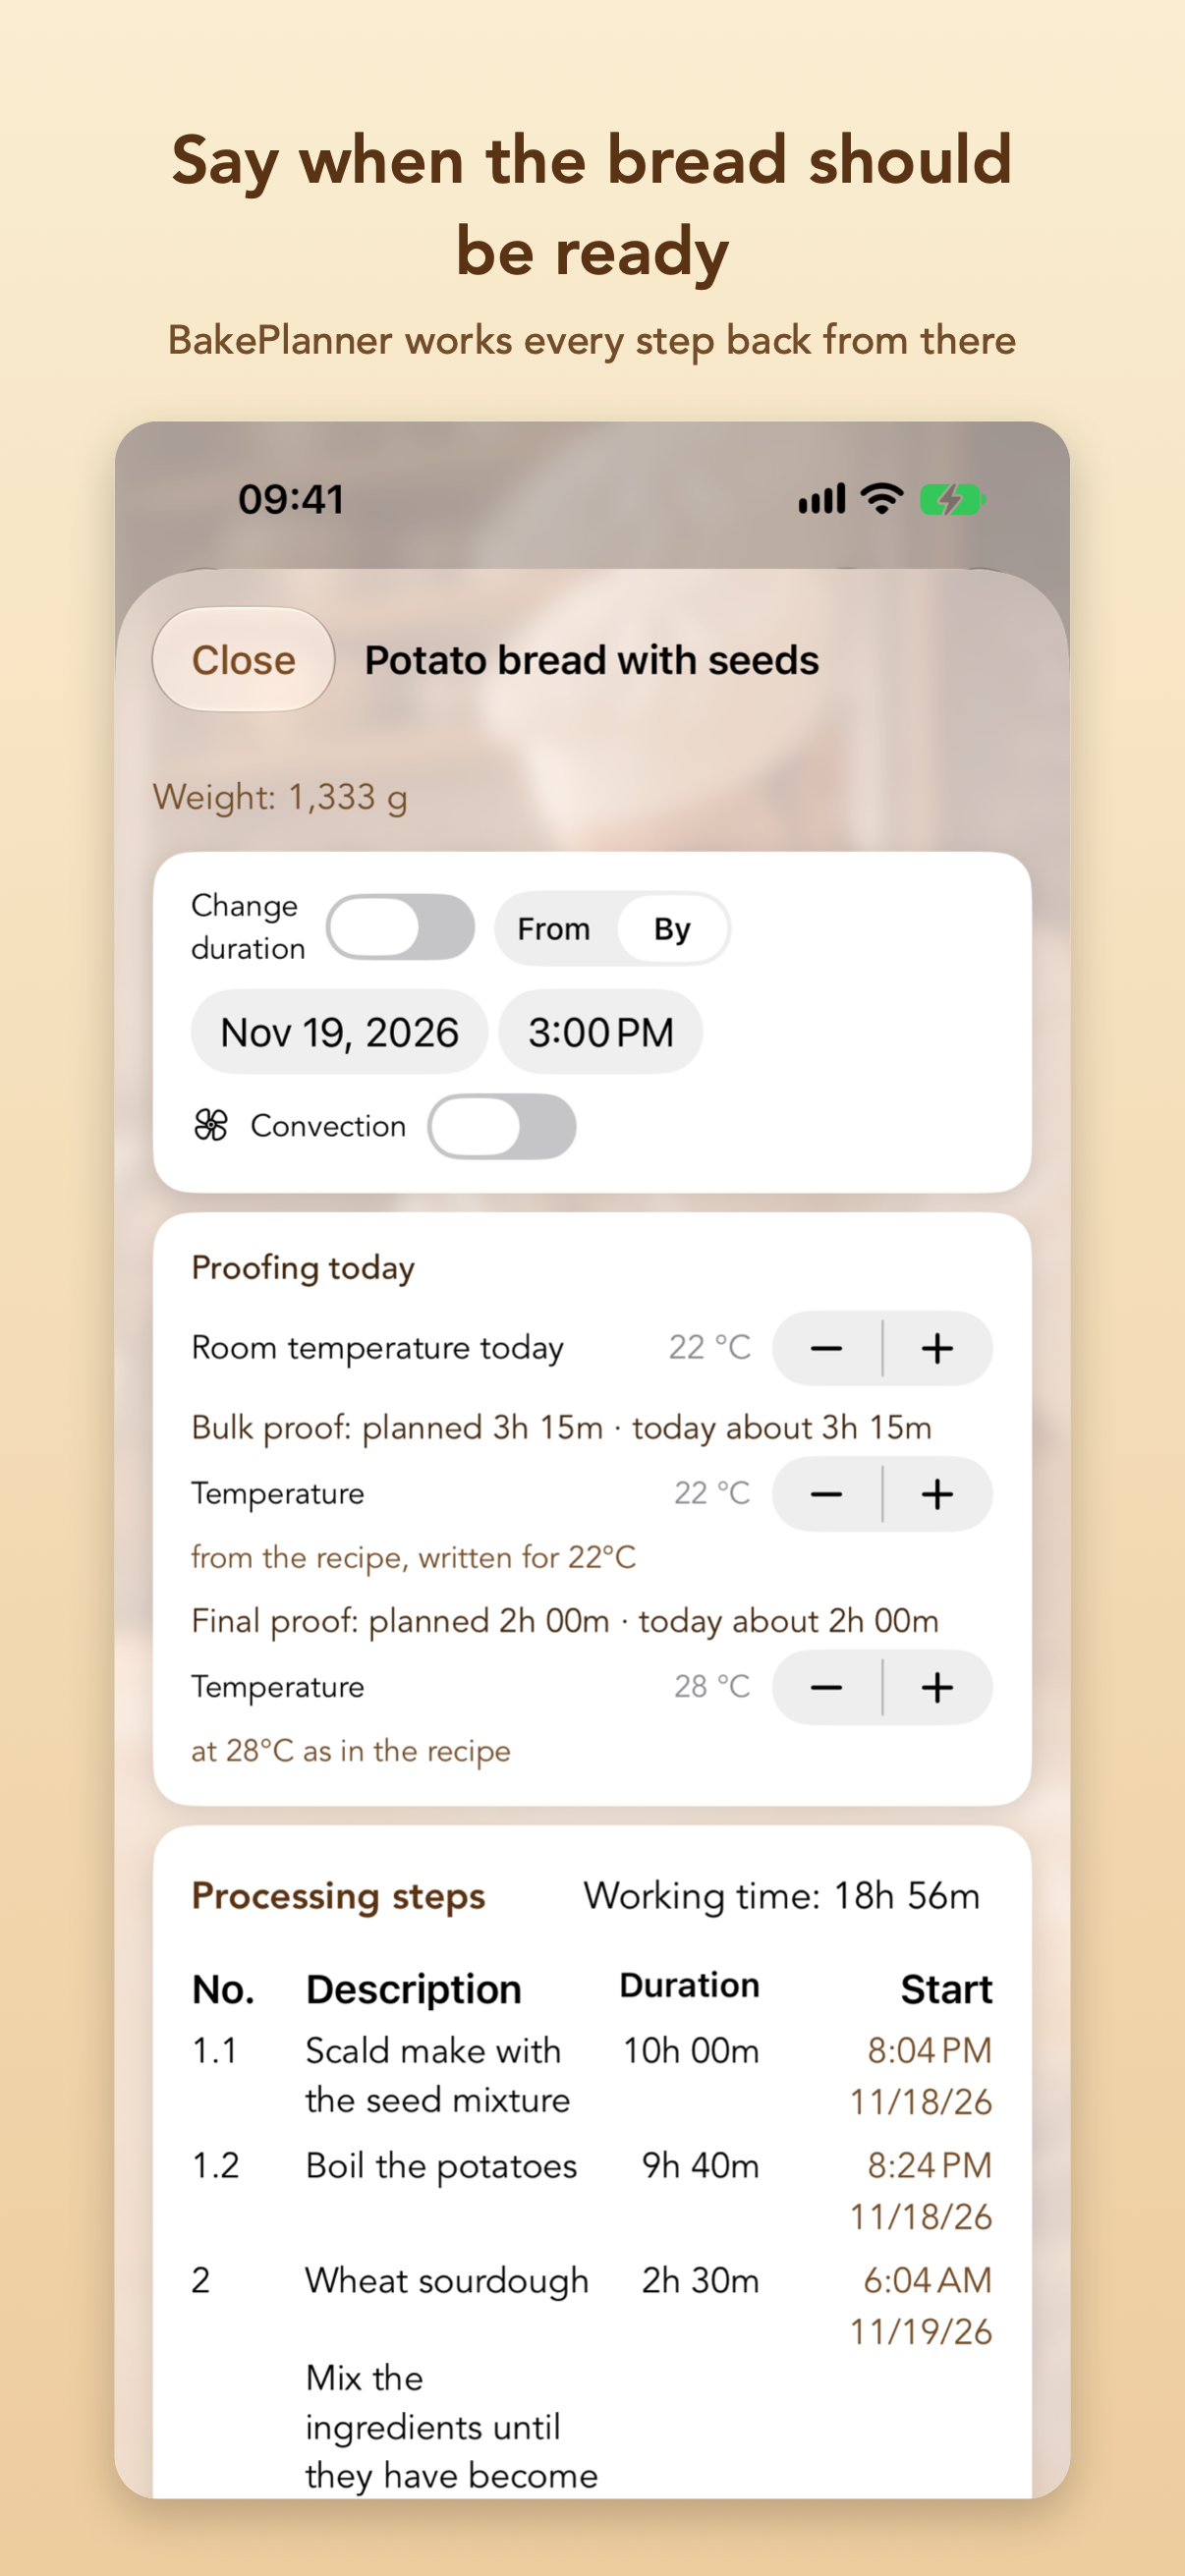 Say when the bread should
be ready
BakePlanner works every step back from there
09:41
Close
Potato bread with seeds
Weight: 1,333 g
Change
duration
From
By
Nov 19, 2026
3:00 PM
Convection
Proofing today
Room temperature today
22 °C
Bulk proof: planned 3h 15m · today about 3h 15m
Temperature
22 °C
from the recipe, written for 22°C
Final proof: planned 2h 00m · today about 2h 00m
Temperature
28 °C
at 28°C as in the recipe
Processing steps
Working time: 18h 56m
No. Description Duration Start
1.1 Scald make with 10h 00m 8:04 PM
the seed mixture 11/18/26
1.2 Boil the potatoes 9h 40m 8:24 PM
11/18/26
2 Wheat sourdough 2h 30m 6:04 AM
11/19/26
Mix the
ingredients until
they have become